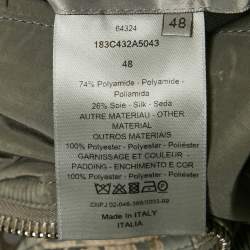 48
64324
183C432A5043
48
74% Polyamide - Polyamide -
Poliamida
26% Soie - Silk - Seda
AUTRE MATERIAU - OTHER
MATERIAL
OUTROS MATERIAIS
100% Polyester - Polyester - Poliéster
GARNISSAGE ET COULEUR -
PADDING - ENCHIMENTO E COR
100% Polyester - Polyester - Poliéster
Made in ITALY
ITALIA